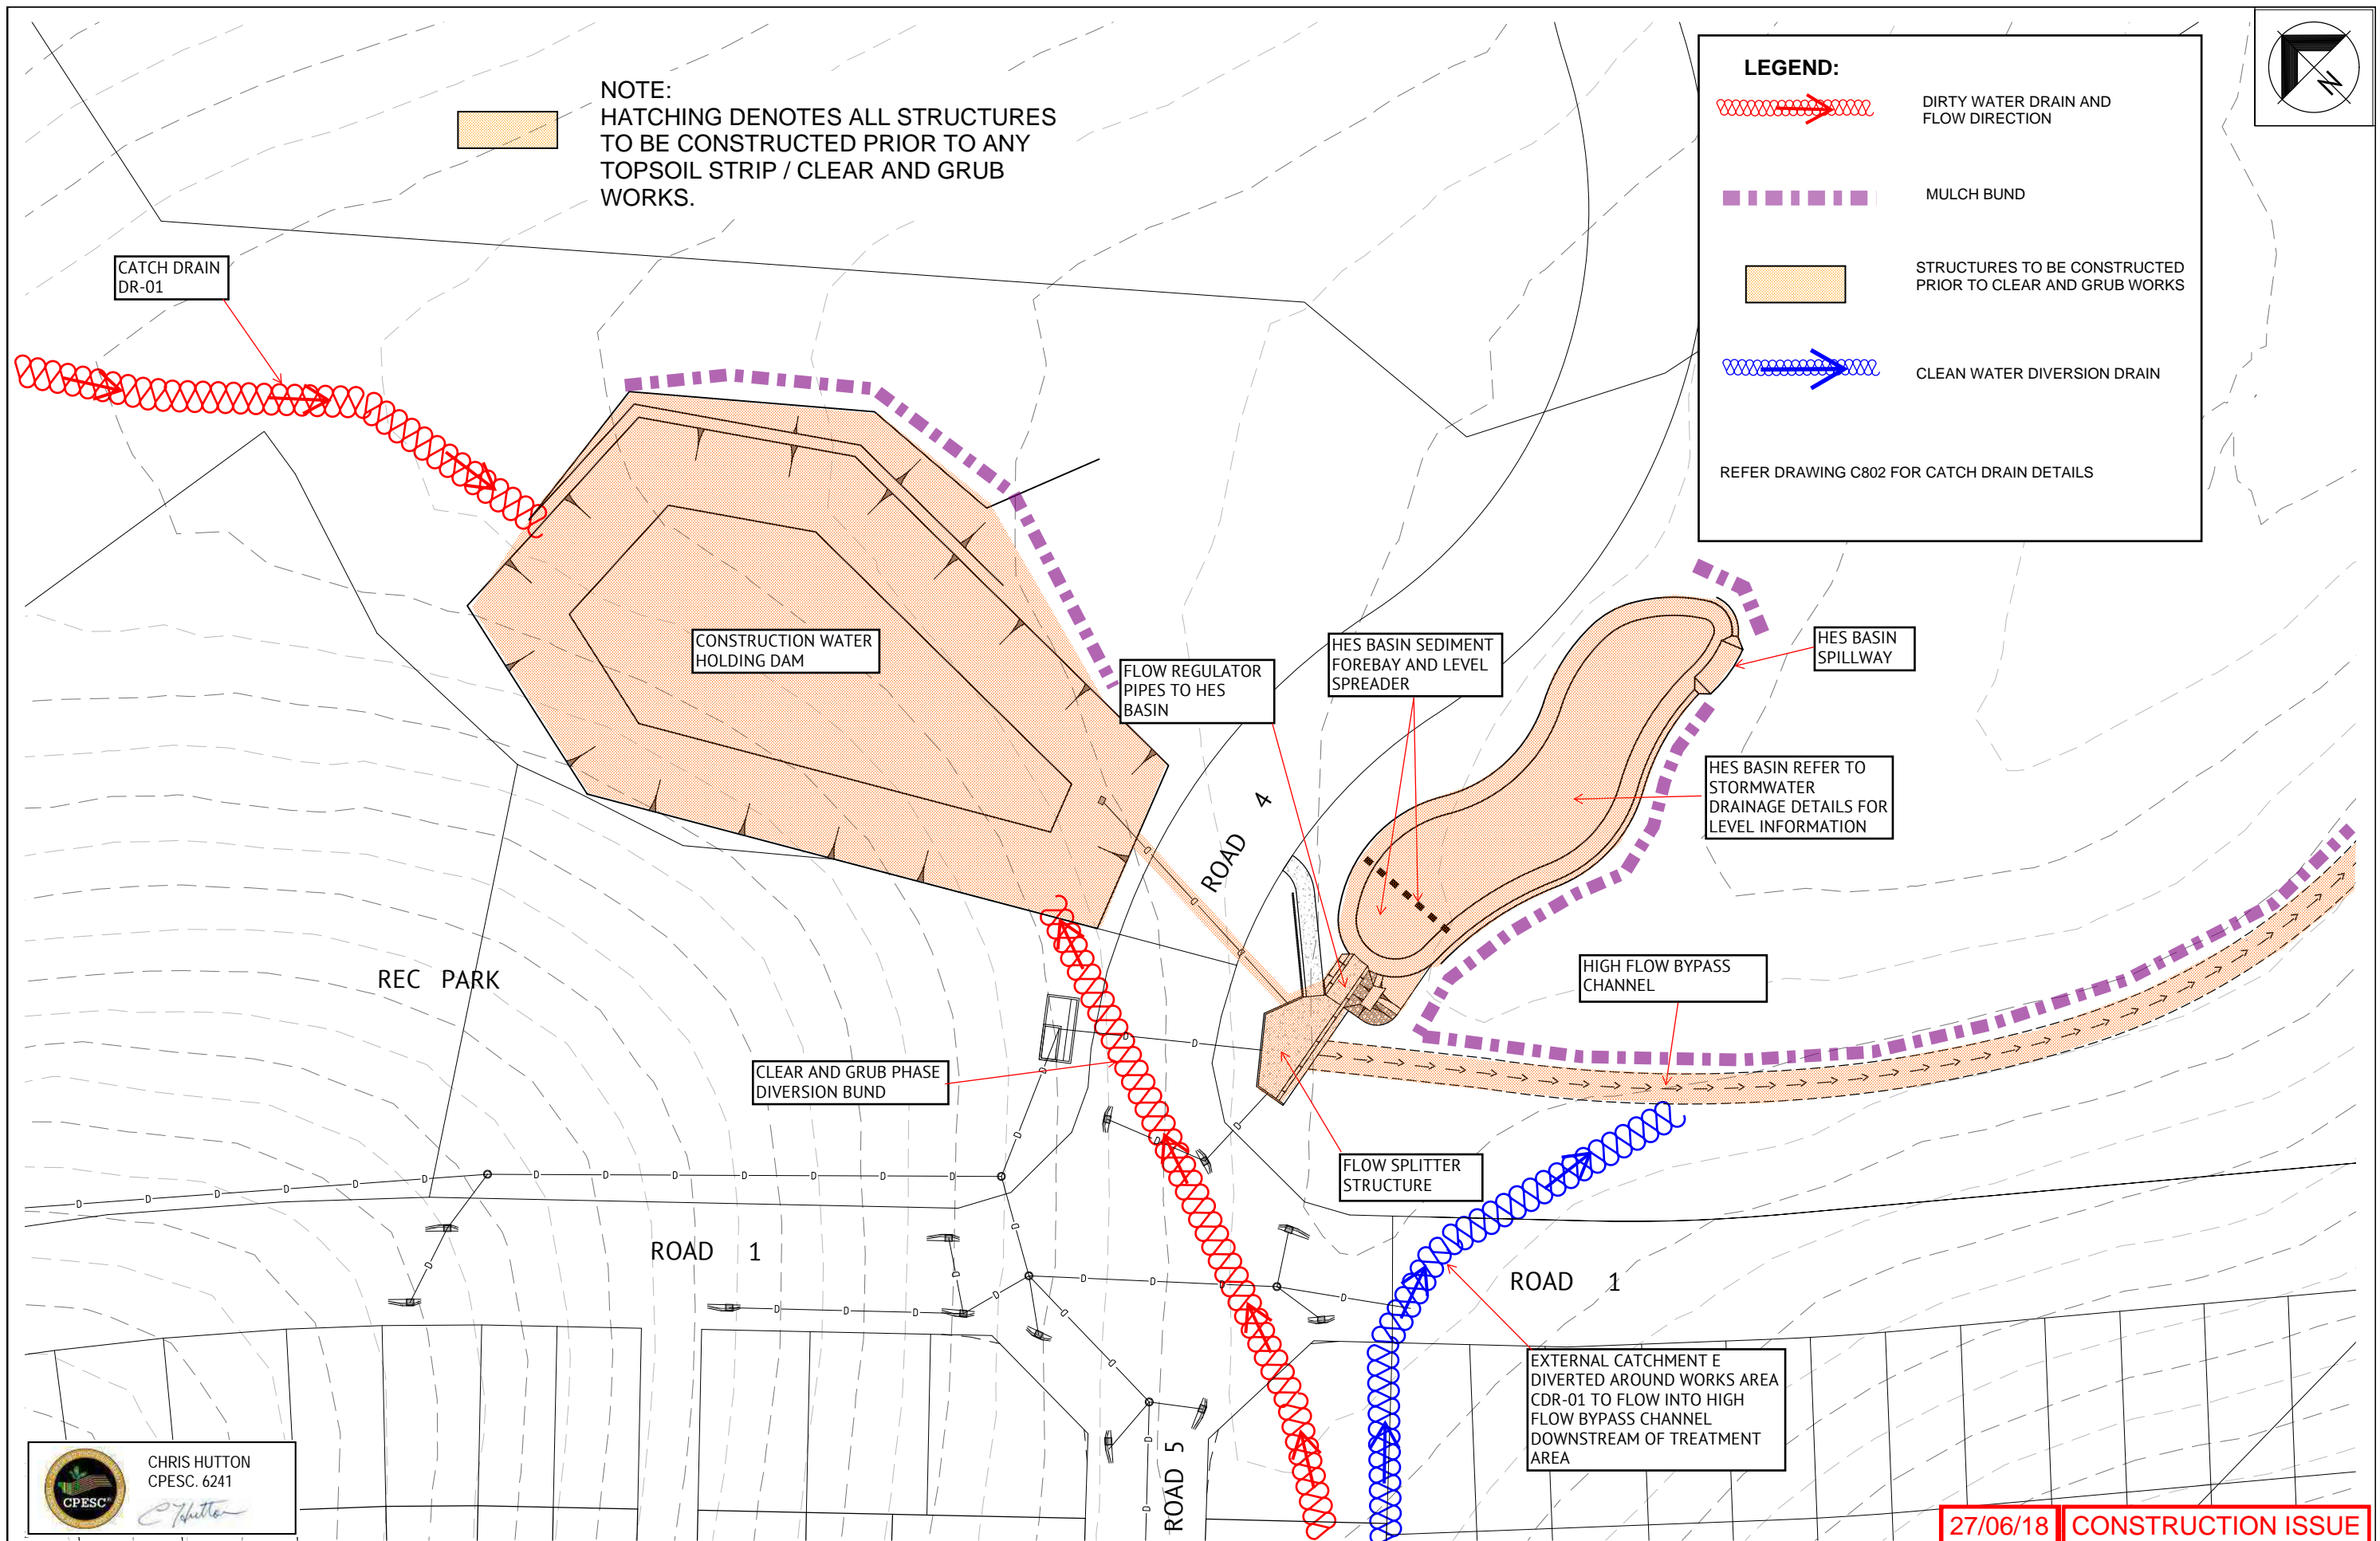 NOTE:
HATCHING DENOTES ALL STRUCTURES
TO BE CONSTRUCTED PRIOR TO ANY
TOPSOIL STRIP / CLEAR AND GRUB
WORKS.
LEGEND:
DIRTY WATER DRAIN AND
FLOW DIRECTION
MULCH BUND
STRUCTURES TO BE CONSTRUCTED
PRIOR TO CLEAR AND GRUB WORKS
CLEAN WATER DIVERSION DRAIN
REFER DRAWING C802 FOR CATCH DRAIN DETAILS
N
CATCH DRAIN
DR-01
CONSTRUCTION WATER
HOLDING DAM
FLOW REGULATOR
PIPES TO HES
BASIN
HES BASIN SEDIMENT
FOREBAY AND LEVEL
SPREADER
HES BASIN
SPILLWAY
HES BASIN REFER TO
STORMWATER
DRAINAGE DETAILS FOR
LEVEL INFORMATION
ROAD 4
REC PARK
HIGH FLOW BYPASS
CHANNEL
CLEAR AND GRUB PHASE
DIVERSION BUND
FLOW SPLITTER
STRUCTURE
ROAD 1
ROAD 1
EXTERNAL CATCHMENT E
DIVERTED AROUND WORKS AREA
CDR-01 TO FLOW INTO HIGH
FLOW BYPASS CHANNEL
DOWNSTREAM OF TREATMENT
AREA
ROAD 5
CPESC®
CHRIS HUTTON
CPESC. 6241
C Hutton
27/06/18
CONSTRUCTION ISSUE